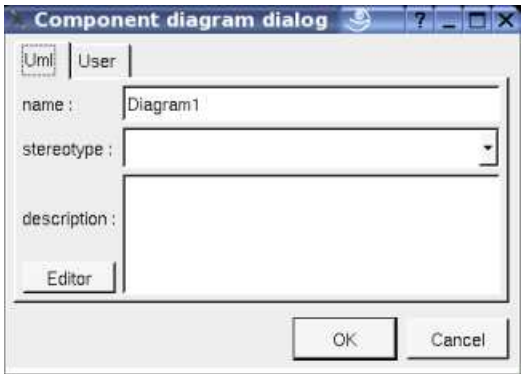 Component diagram dialog ?
Uml User
name : Diagram1
stereotype :
description :
Editor
OK Cancel